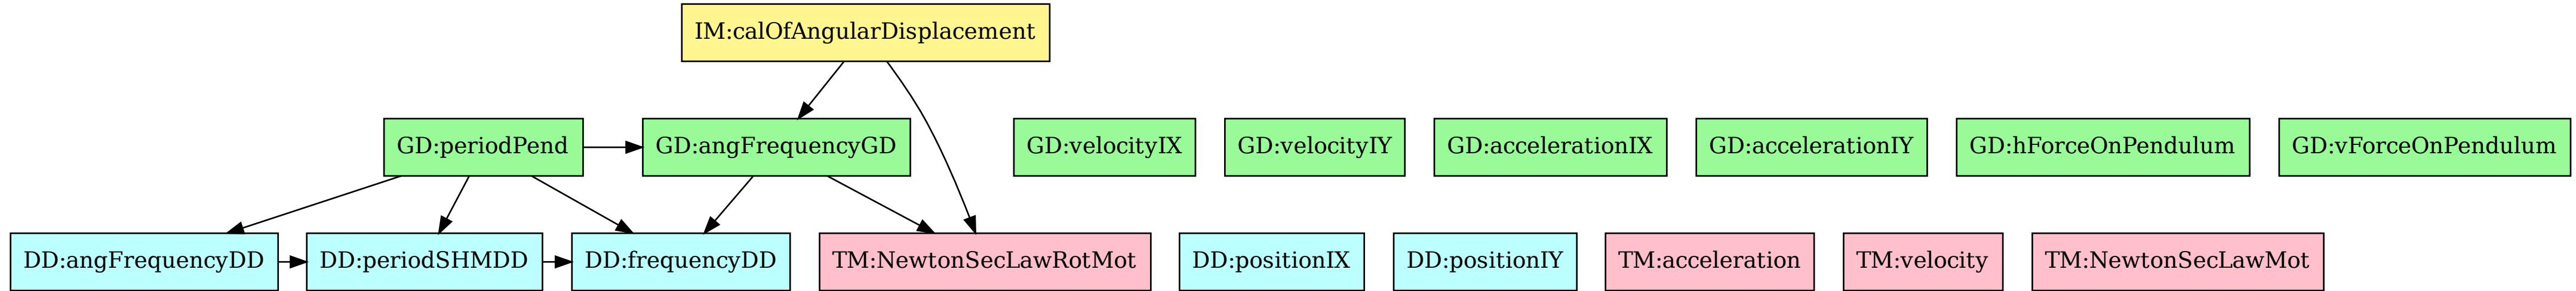 IM:calOfAngularDisplacement
GD:periodPend
GD:angFrequencyGD
GD:velocityIX
GD:velocityIY
GD:accelerationIX
GD:accelerationIY
GD:hForceOnPendulum
GD:vForceOnPendulum
DD:angFrequencyDD
DD:periodSHMDD
DD:frequencyDD
TM:NewtonSecLawRotMot
DD:positionIX
DD:positionIY
TM:acceleration
TM:velocity
TM:NewtonSecLawMot